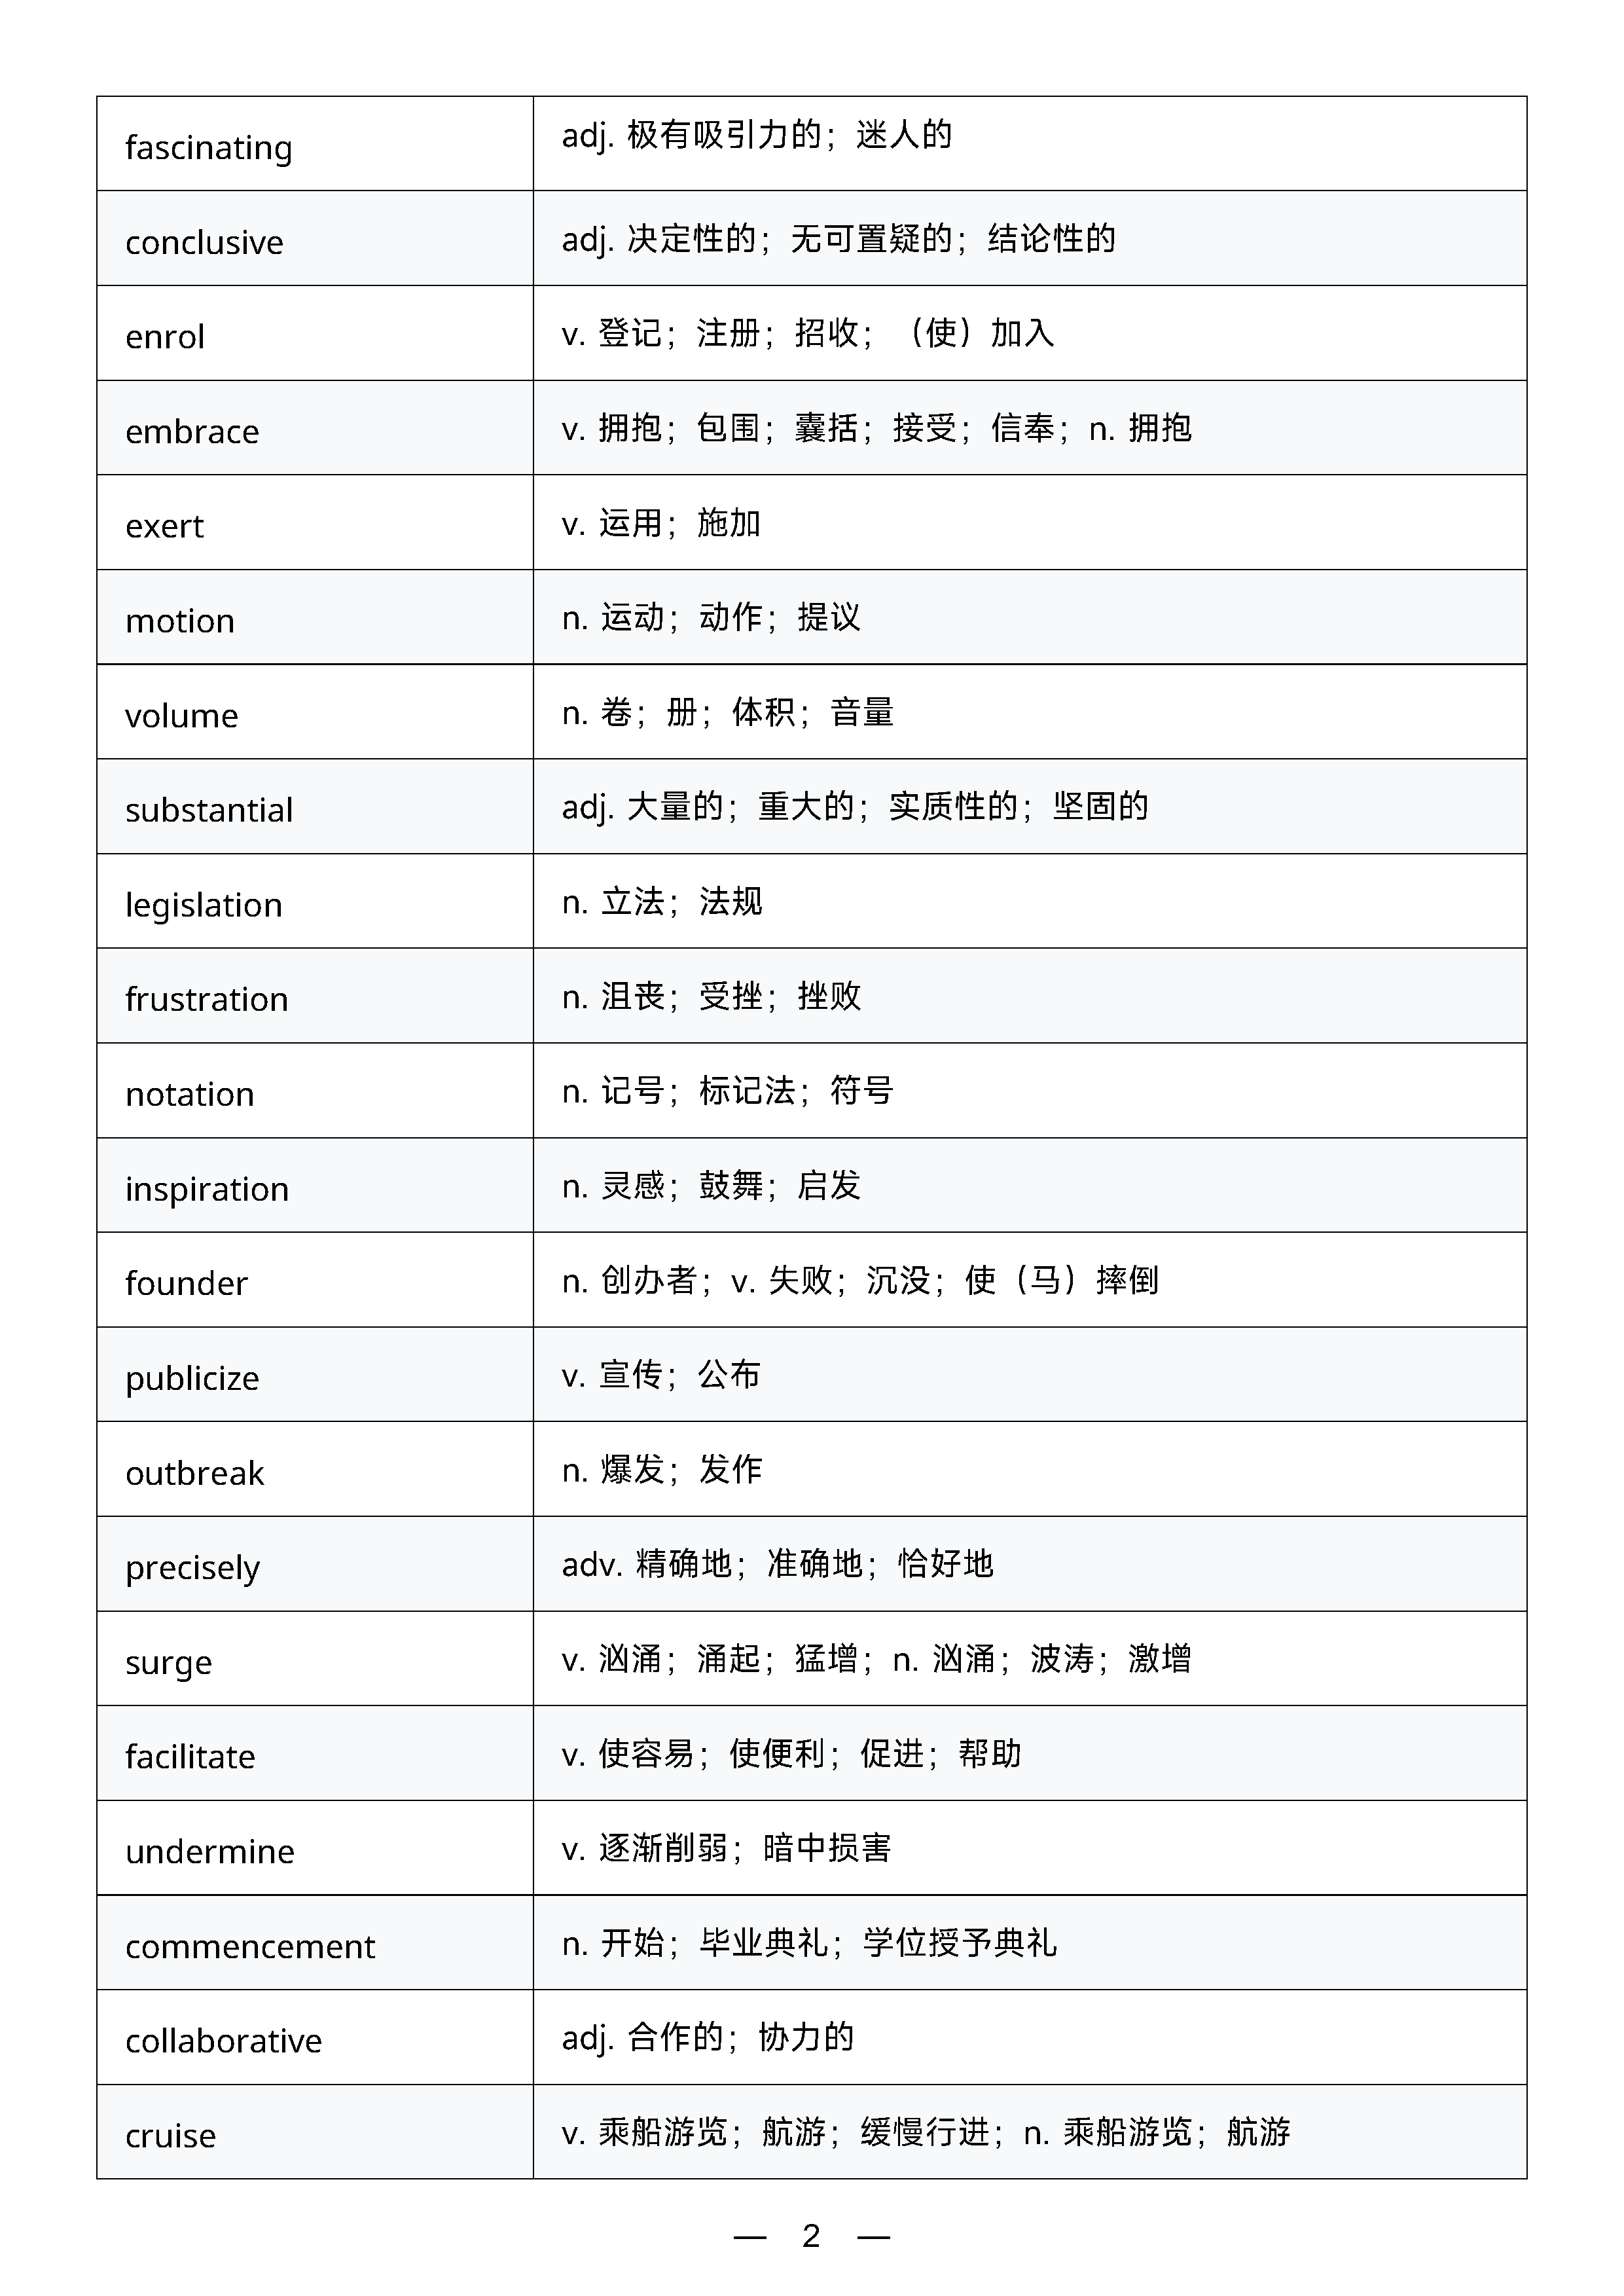 fascinating adj. 极有吸引力的；迷人的
conclusive adj. 决定性的；无可置疑的；结论性的
enrol v. 登记；注册；招收；（使）加入
embrace v. 拥抱；包围；囊括；接受；信奉；n. 拥抱
exert v. 运用；施加
motion n. 运动；动作；提议
volume n. 卷；册；体积；音量
substantial adj. 大量的；重大的；实质性的；坚固的
legislation n. 立法；法规
frustration n. 沮丧；受挫；挫败
notation n. 记号；标记法；符号
inspiration n. 灵感；鼓舞；启发
founder n. 创办者；v. 失败；沉没；使（马）摔倒
publicize v. 宣传；公布
outbreak n. 爆发；发作
precisely adv. 精确地；准确地；恰好地
surge v. 汹涌；涌起；猛增；n. 汹涌；波涛；激增
facilitate v. 使容易；使便利；促进；帮助
undermine v. 逐渐削弱；暗中损害
commencement n. 开始；毕业典礼；学位授予典礼
collaborative adj. 合作的；协力的
cruise v. 乘船游览；航游；缓慢行进；n. 乘船游览；航游
— 2 —